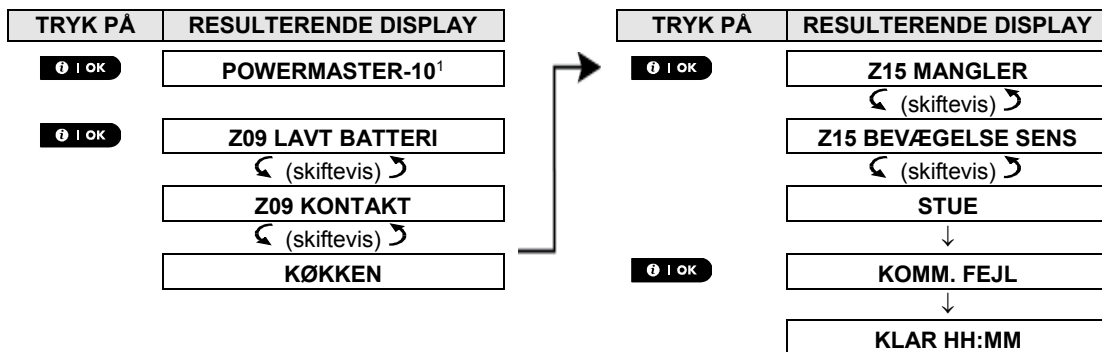 TRYK PÅ RESULTERENDE DISPLAY
i | OK POWERMASTER-10¹
i | OK Z09 LAVT BATTERI
(skiftevis)
Z09 KONTAKT
(skiftevis)
KØKKEN
TRYK PÅ RESULTERENDE DISPLAY
i | OK Z15 MANGLER
(skiftevis)
Z15 BEVÆGELSE SENS
(skiftevis)
STUE
↓
i | OK KOMM. FEJL
↓
KLAR HH:MM